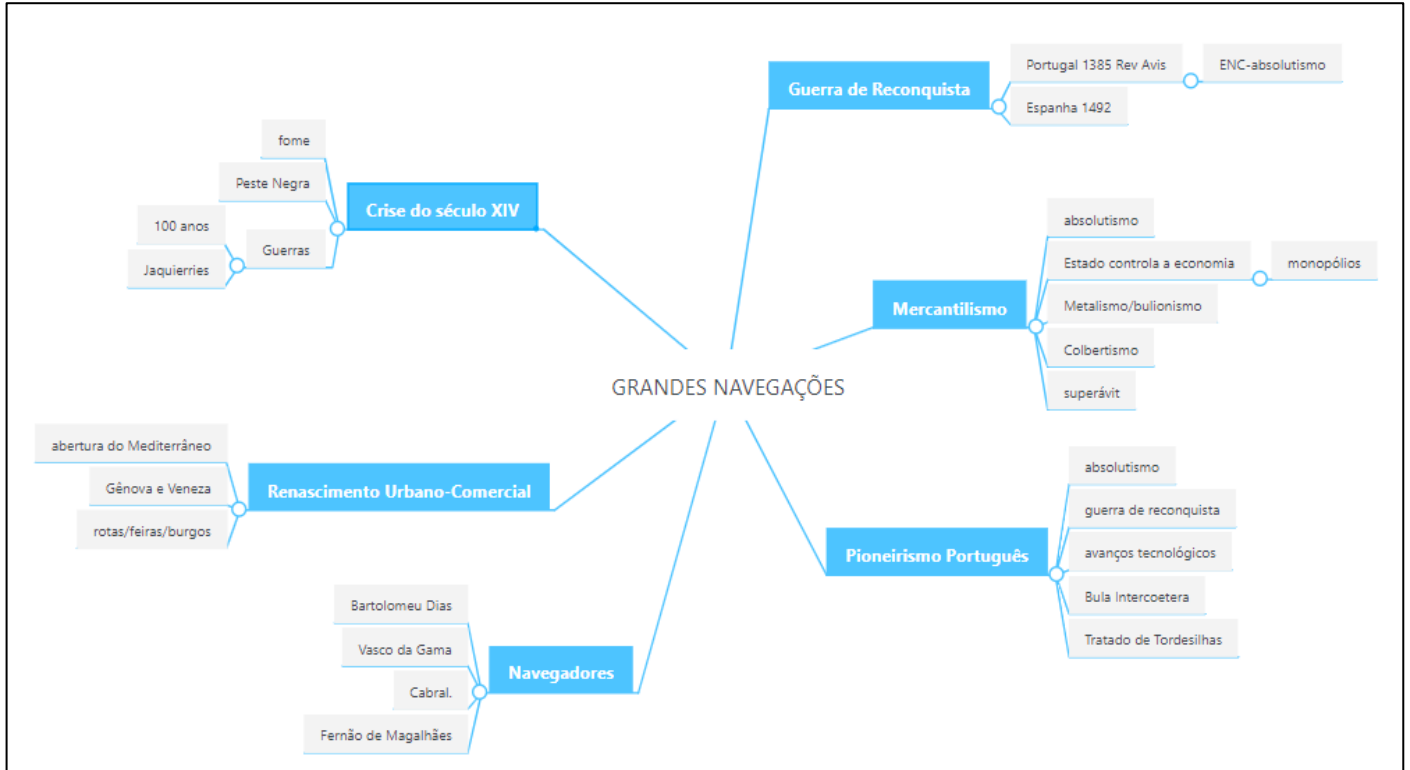 GRANDES NAVEGAÇÕES
Guerra de Reconquista
Portugal 1385 Rev Avis
ENC-absolutismo
Espanha 1492
Mercantilismo
absolutismo
Estado controla a economia
monopólios
Metalismo/bulionismo
Colbertismo
superávit
Pioneirismo Português
absolutismo
guerra de reconquista
avanços tecnológicos
Bula Intercoetera
Tratado de Tordesilhas
Crise do século XIV
fome
Peste Negra
Guerras
100 anos
Jaquierries
Renascimento Urbano-Comercial
abertura do Mediterrâneo
Gênova e Veneza
rotas/feiras/burgos
Navegadores
Bartolomeu Dias
Vasco da Gama
Cabral.
Fernão de Magalhães